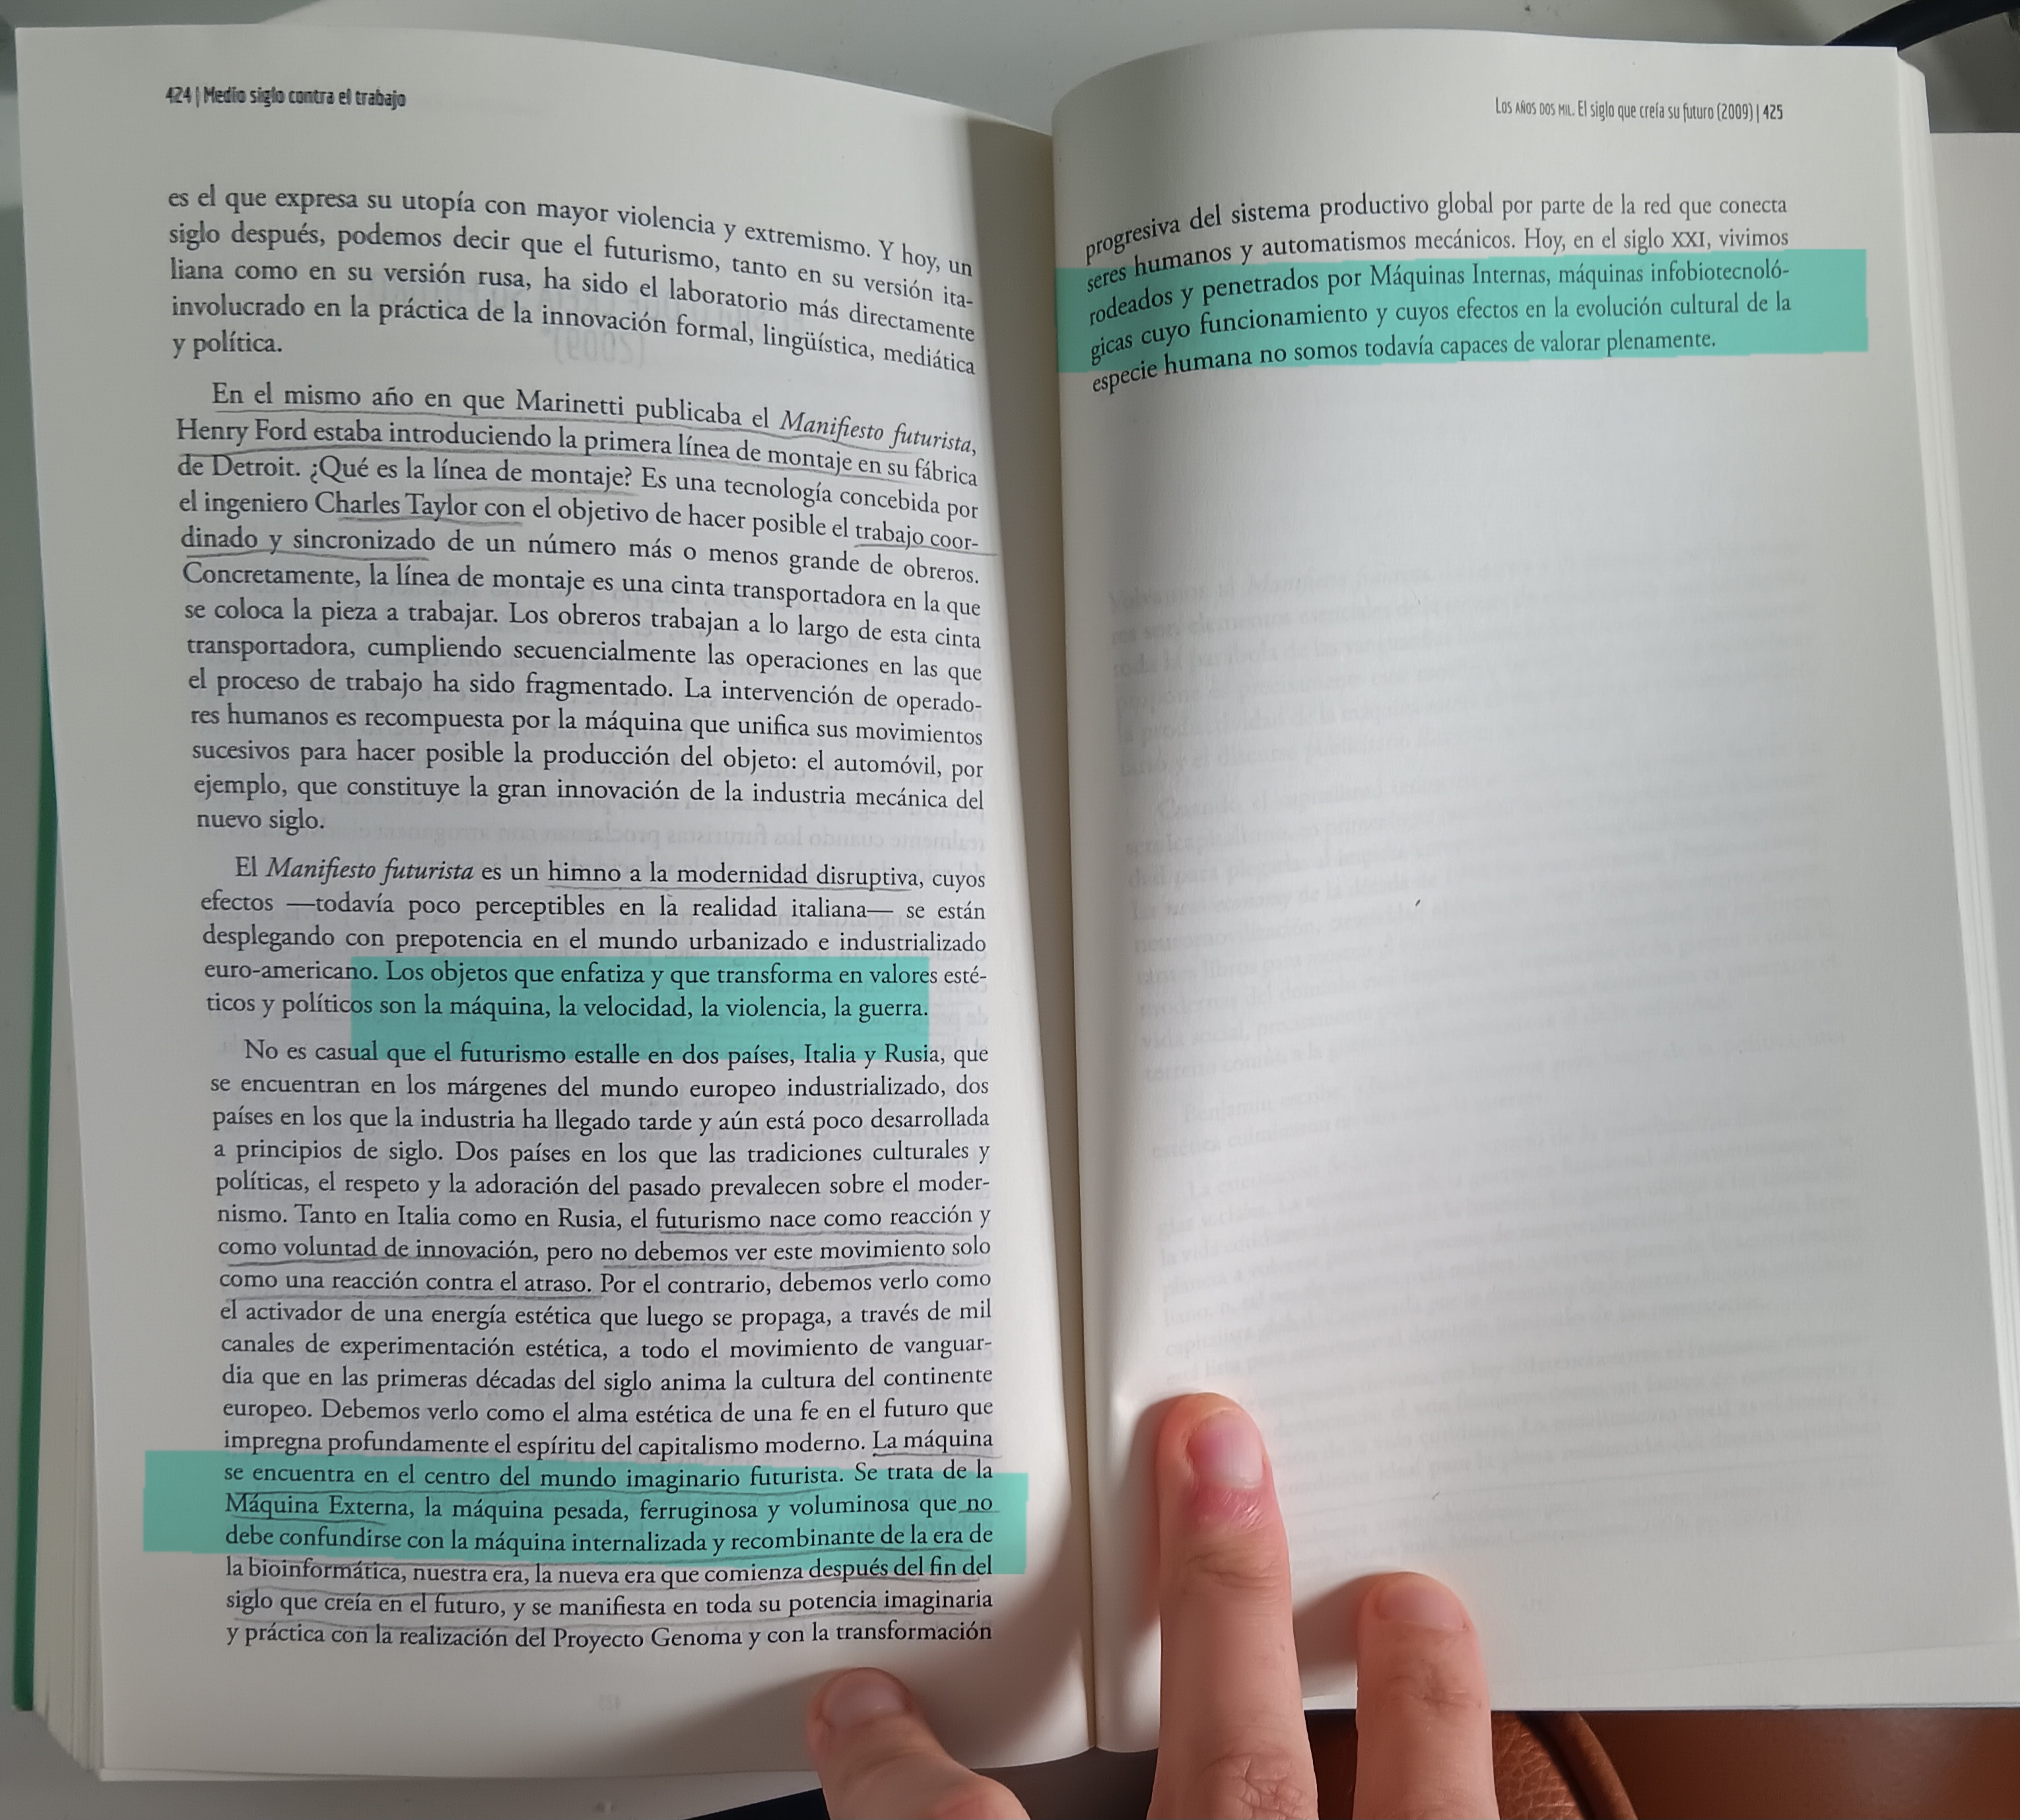 424 | Medio siglo contra el trabajo
es el que expresa su utopía con mayor violencia y extremismo. Y hoy, un
siglo después, podemos decir que el futurismo, tanto en su versión ita-
liana como en su versión rusa, ha sido el laboratorio más directamente
involucrado en la práctica de la innovación formal, lingüística, mediática
y política.
En el mismo año en que Marinetti publicaba el Manifiesto futurista,
Henry Ford estaba introduciendo la primera línea de montaje en su fábrica
de Detroit. ¿Qué es la línea de montaje? Es una tecnología concebida por
el ingeniero Charles Taylor con el objetivo de hacer posible el trabajo coor-
dinado y sincronizado de un número más o menos grande de obreros.
Concretamente, la línea de montaje es una cinta transportadora en la que
se coloca la pieza a trabajar. Los obreros trabajan a lo largo de esta cinta
transportadora, cumpliendo secuencialmente las operaciones en las que
el proceso de trabajo ha sido fragmentado. La intervención de operado-
res humanos es recompuesta por la máquina que unifica sus movimientos
sucesivos para hacer posible la producción del objeto: el automóvil, por
ejemplo, que constituye la gran innovación de la industria mecánica del
nuevo siglo.
El Manifiesto futurista es un himno a la modernidad disruptiva, cuyos
efectos —todavía poco perceptibles en la realidad italiana— se están
desplegando con prepotencia en el mundo urbanizado e industrializado
euro-americano. Los objetos que enfatiza y que transforma en valores esté-
ticos y políticos son la máquina, la velocidad, la violencia, la guerra.
No es casual que el futurismo estalle en dos países, Italia y Rusia, que
se encuentran en los márgenes del mundo europeo industrializado, dos
países en los que la industria ha llegado tarde y aún está poco desarrollada
a principios de siglo. Dos países en los que las tradiciones culturales y
políticas, el respeto y la adoración del pasado prevalecen sobre el moder-
nismo. Tanto en Italia como en Rusia, el futurismo nace como reacción y
como voluntad de innovación, pero no debemos ver este movimiento solo
como una reacción contra el atraso. Por el contrario, debemos verlo como
el activador de una energía estética que luego se propaga, a través de mil
canales de experimentación estética, a todo el movimiento de vanguar-
dia que en las primeras décadas del siglo anima la cultura del continente
europeo. Debemos verlo como el alma estética de una fe en el futuro que
impregna profundamente el espíritu del capitalismo moderno. La máquina
se encuentra en el centro del mundo imaginario futurista. Se trata de la
Máquina Externa, la máquina pesada, ferruginosa y voluminosa que no
debe confundirse con la máquina internalizada y recombinante de la era de
la bioinformática, nuestra era, la nueva era que comienza después del fin del
siglo que creía en el futuro, y se manifiesta en toda su potencia imaginaria
y práctica con la realización del Proyecto Genoma y con la transformación
Los años dos mil. El siglo que creía su futuro (2009) | 425
progresiva del sistema productivo global por parte de la red que conecta
seres humanos y automatismos mecánicos. Hoy, en el siglo XXI, vivimos
rodeados y penetrados por Máquinas Internas, máquinas infobiotecnoló-
gicas cuyo funcionamiento y cuyos efectos en la evolución cultural de la
especie humana no somos todavía capaces de valorar plenamente.